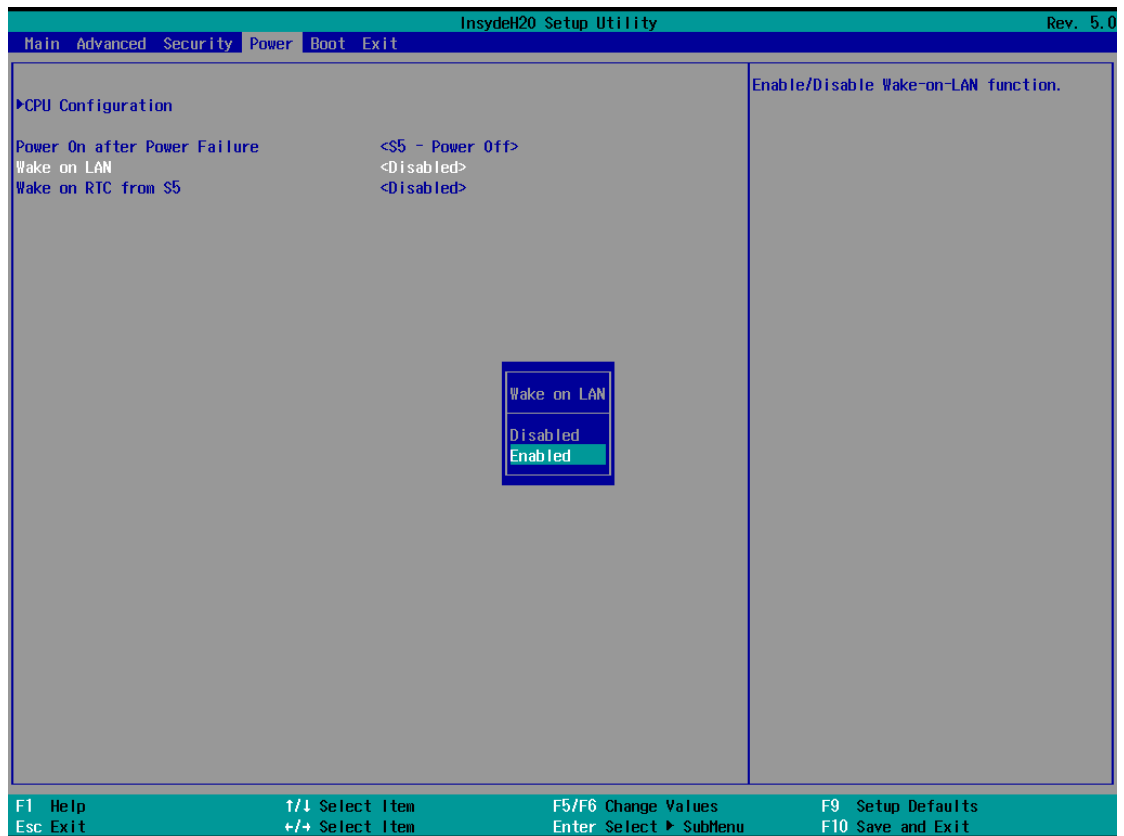 InsydeH2O Setup Utility Rev. 5.0
Main Advanced Security Power Boot Exit
Enable/Disable Wake-on-LAN function.
▶CPU Configuration
Power On after Power Failure <S5 - Power Off>
Wake on LAN <Disabled>
Wake on RTC from S5 <Disabled>
Wake on LAN
Disabled
Enabled
F1 Help ↑/↓ Select Item F5/F6 Change Values F9 Setup Defaults
Esc Exit ←/→ Select Item Enter Select ▶ SubMenu F10 Save and Exit